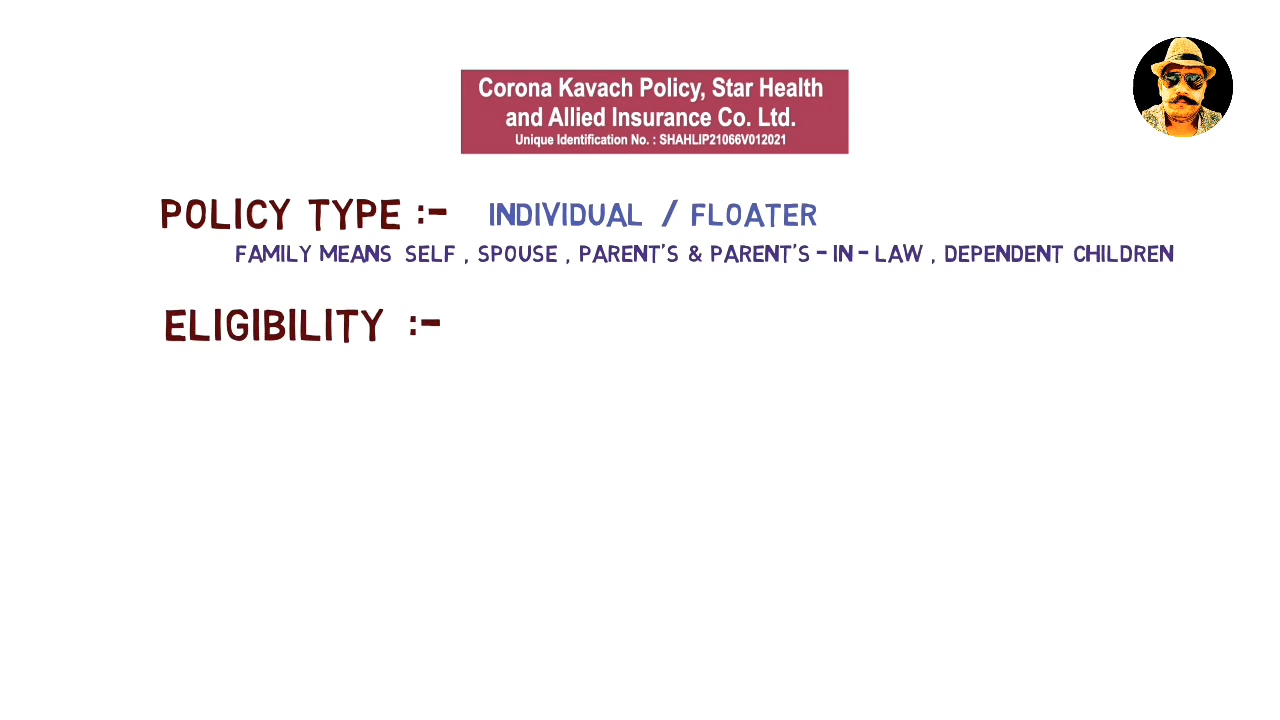 Corona Kavach Policy, Star Health
and Allied Insurance Co. Ltd.
Unique Identification No. : SHAHLIP21066V012021
POLICY TYPE :- INDIVIDUAL / FLOATER
FAMILY MEANS SELF , SPOUSE , PARENT'S & PARENT'S - IN - LAW , DEPENDENT CHILDREN
ELIGIBILITY :-